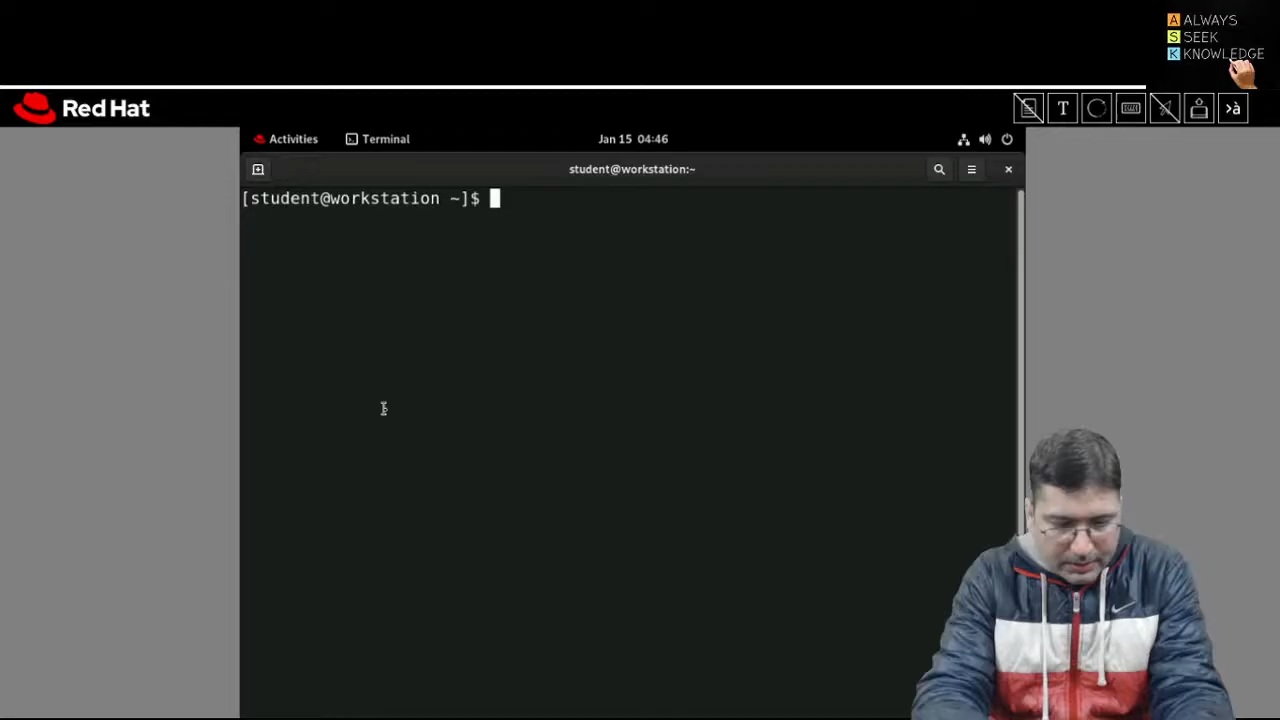 A ALWAYS
S SEEK
K KNOWLEDGE
Red Hat
T
>à
Activities Terminal Jan 15 04:46
student@workstation:~
[student@workstation ~]$